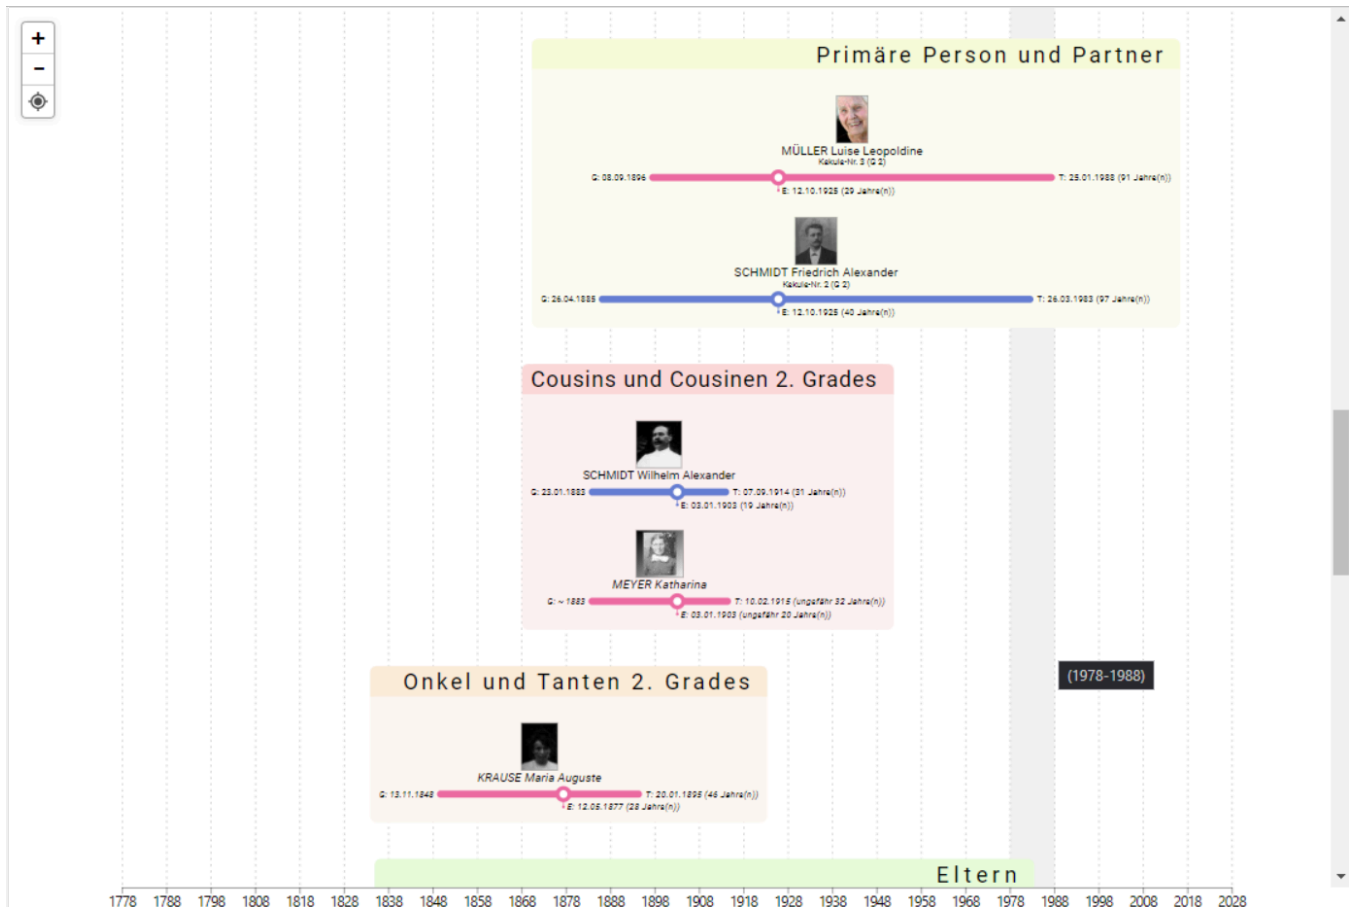 +
−
Primäre Person und Partner
MÜLLER Luise Leopoldine
Kekule-Nr. 3 (G 2)
G: 08.09.1896
T: 25.01.1988 (91 Jahre(n))
E: 12.10.1925 (29 Jahre(n))
SCHMIDT Friedrich Alexander
Kekule-Nr. 2 (G 2)
G: 26.04.1885
T: 26.03.1983 (97 Jahre(n))
E: 12.10.1925 (40 Jahre(n))
Cousins und Cousinen 2. Grades
SCHMIDT Wilhelm Alexander
G: 23.01.1883
T: 07.09.1914 (31 Jahre(n))
E: 03.01.1903 (19 Jahre(n))
MEYER Katharina
G: ~ 1883
T: 10.02.1915 (ungefähr 32 Jahre(n))
E: 03.01.1903 (ungefähr 20 Jahre(n))
(1978-1988)
Onkel und Tanten 2. Grades
KRAUSE Maria Auguste
G: 13.11.1848
T: 20.01.1895 (46 Jahre(n))
E: 12.05.1877 (28 Jahre(n))
Eltern
1778 1788 1798 1808 1818 1828 1838 1848 1858 1868 1878 1888 1898 1908 1918 1928 1938 1948 1958 1968 1978 1988 1998 2008 2018 2028